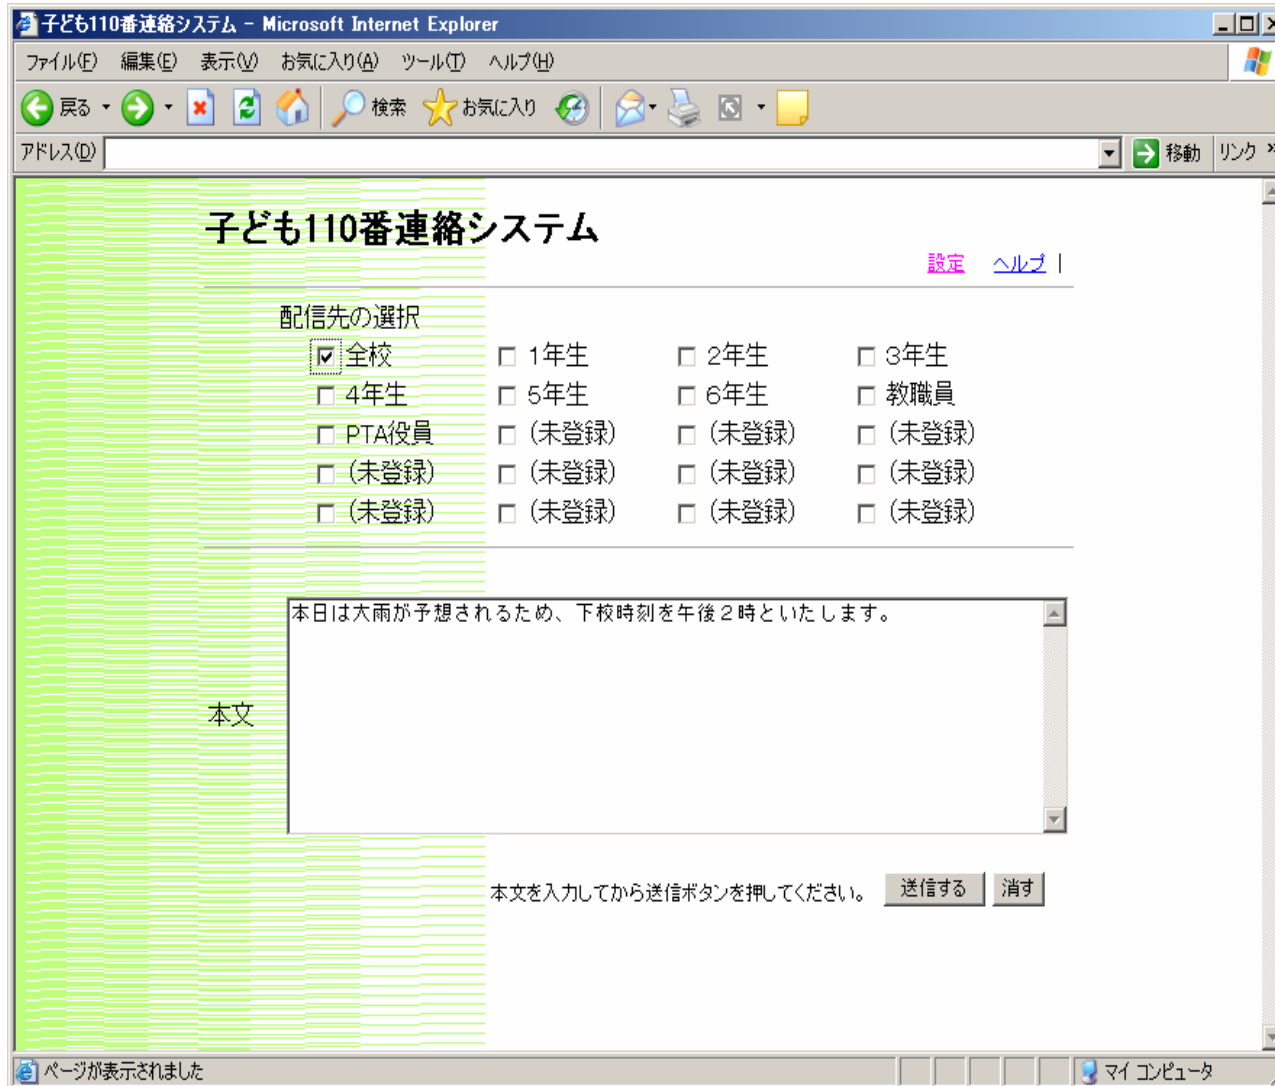 子ども110番連絡システム - Microsoft Internet Explorer
ファイル(F) 編集(E) 表示(V) お気に入り(A) ツール(T) ヘルプ(H)
戻る 検索 お気に入り
アドレス(D) 移動 リンク »
子ども110番連絡システム
設定 ヘルプ |
配信先の選択
全校 1年生 2年生 3年生
4年生 5年生 6年生 教職員
PTA役員 (未登録) (未登録) (未登録)
(未登録) (未登録) (未登録) (未登録)
(未登録) (未登録) (未登録) (未登録)
本日は大雨が予想されるため、下校時刻を午後2時といたします。
本文
本文を入力してから送信ボタンを押してください。 送信する 消す
ページが表示されました マイ コンピュータ